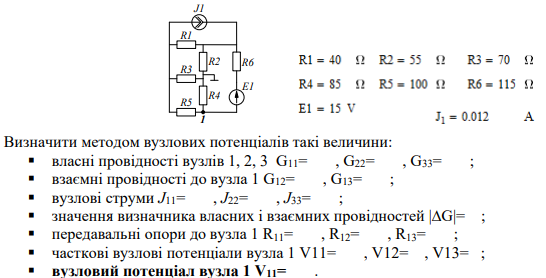 J1
R1
R2
R6
R3
E1
R4
R5
1
R1 = 40 Ω R2 = 55 Ω R3 = 70 Ω
R4 = 85 Ω R5 = 100 Ω R6 = 115 Ω
E1 = 15 V J₁ = 0.012 A
Визначити методом вузлових потенціалів такі величини:
▪ власні провідності вузлів 1, 2, 3 G₁₁= , G₂₂= , G₃₃= ;
▪ взаємні провідності до вузла 1 G₁₂= , G₁₃= ;
▪ вузлові струми J₁₁= , J₂₂= , J₃₃= ;
▪ значення визначника власних і взаємних провідностей |ΔG|= ;
▪ передавальні опори до вузла 1 R₁₁= , R₁₂= , R₁₃= ;
▪ часткові вузлові потенціали вузла 1 V11= , V12= , V13= ;
▪ вузловий потенціал вузла 1 V₁₁= .